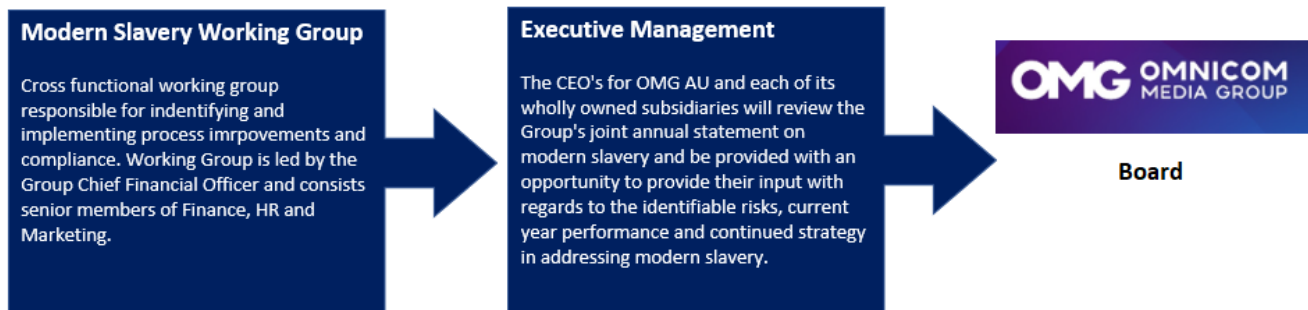 Modern Slavery Working Group
Cross functional working group
responsible for indentifying and
implementing process imrpovements and
compliance. Working Group is led by the
Group Chief Financial Officer and consists
senior members of Finance, HR and
Marketing.
Executive Management
The CEO's for OMG AU and each of its
wholly owned subsidiaries will review the
Group's joint annual statement on
modern slavery and be provided with an
opportunity to provide their input with
regards to the identifiable risks, current
year performance and continued strategy
in addressing modern slavery.
OMG OMNICOM
MEDIA GROUP
Board